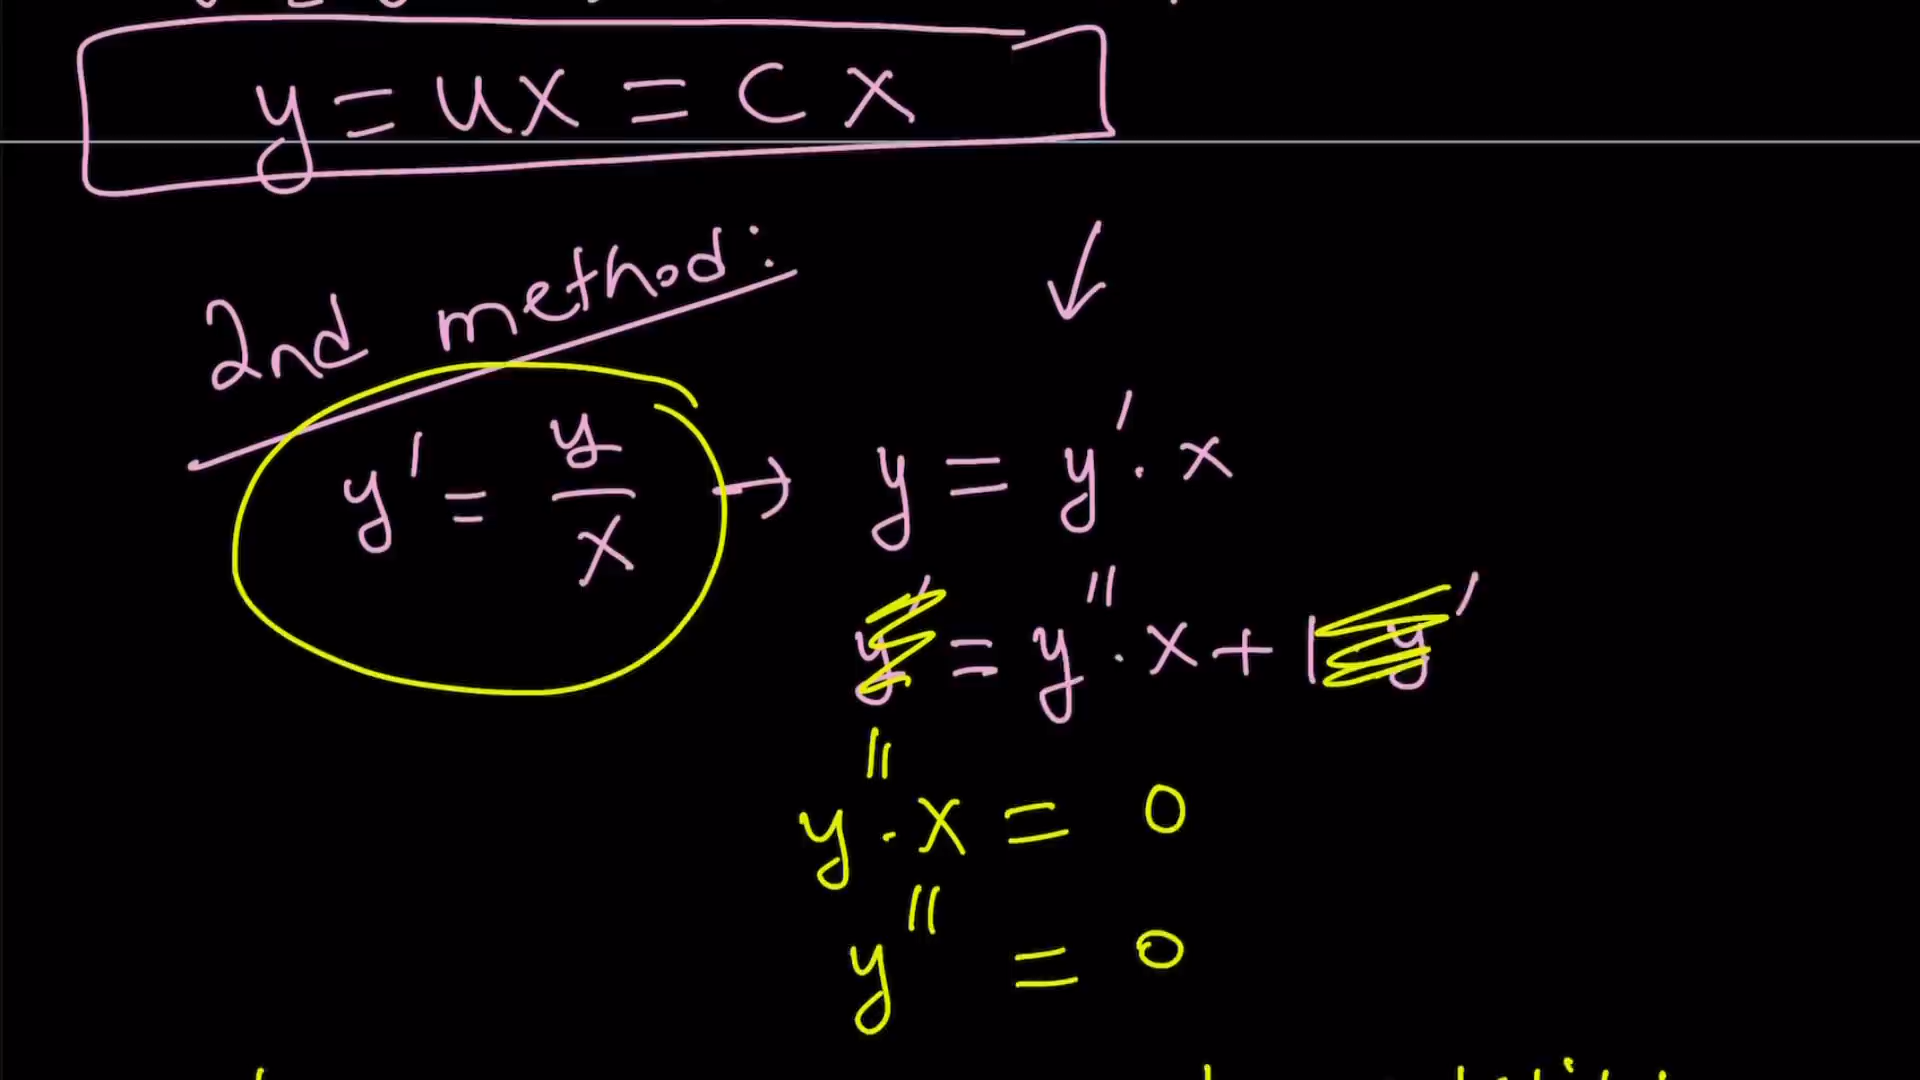 y = ux = cx
2nd method:
y' = y/x → y = y' · x
y' = y'' · x + 1 · y'
y'' · x = 0
y'' = 0